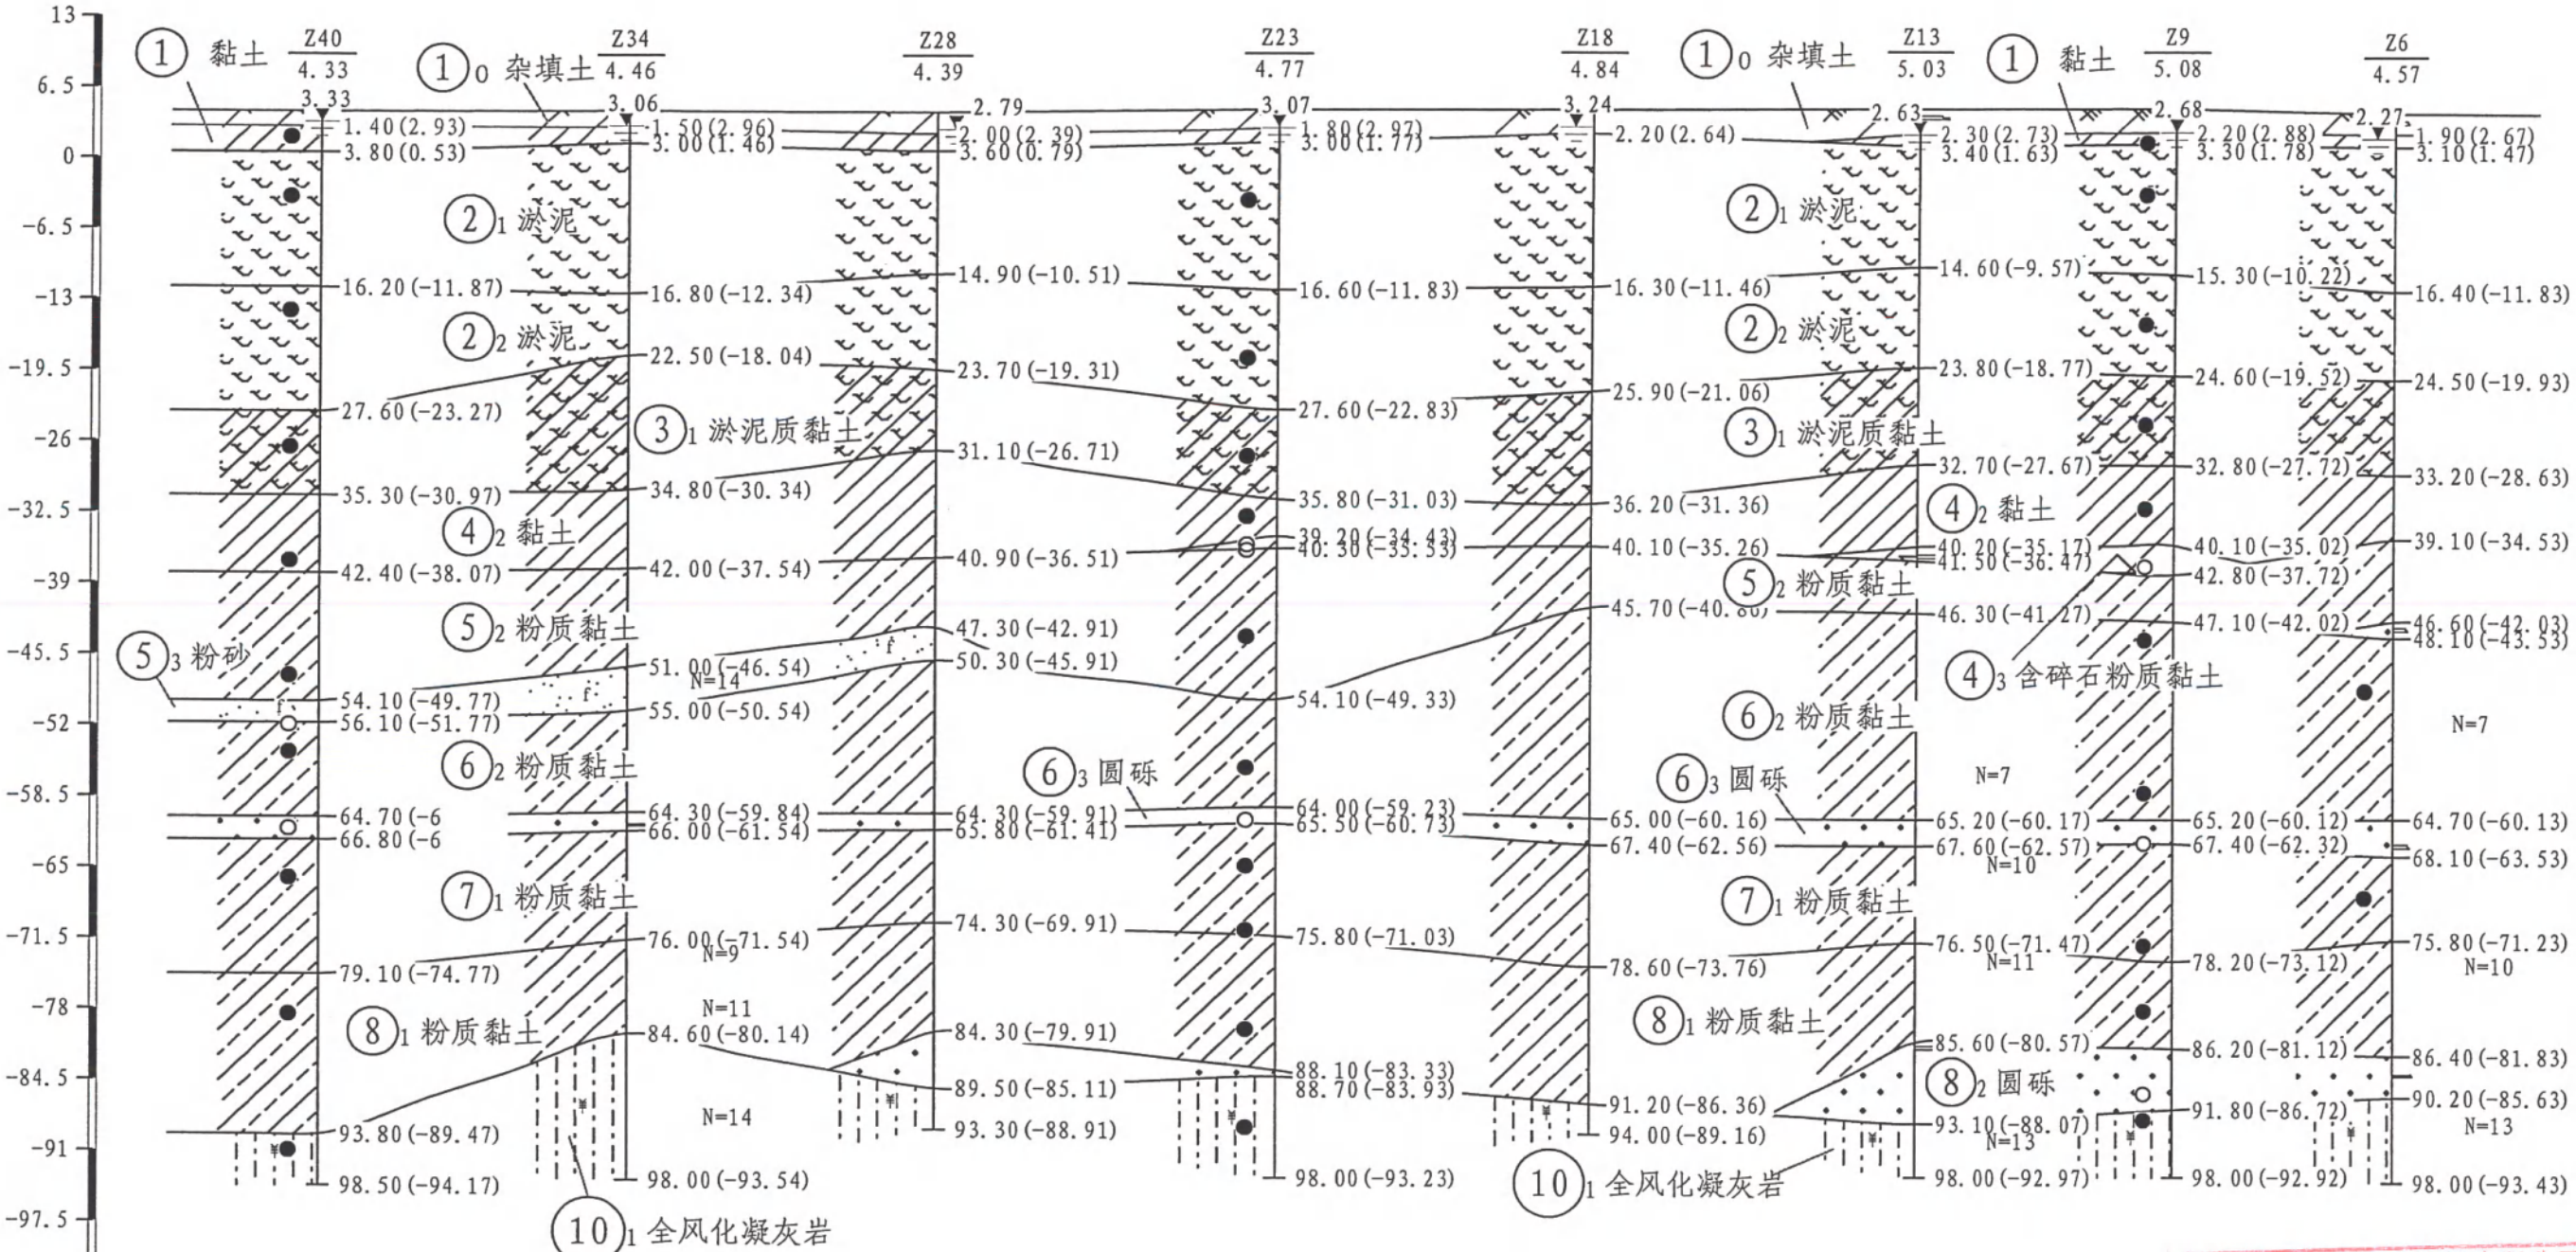 13
6.5
0
-6.5
-13
-19.5
-26
-32.5
-39
-45.5
-52
-58.5
-65
-71.5
-78
-84.5
-91
-97.5
① 黏土
Z40
4.33
3.33
1.40(2.93)
3.80(0.53)
16.20(-11.87)
27.60(-23.27)
35.30(-30.97)
42.40(-38.07)
⑤3 粉砂
54.10(-49.77)
f
56.10(-51.77)
64.70(-6
66.80(-6
79.10(-74.77)
93.80(-89.47)
98.50(-94.17)
①0 杂填土
②1 淤泥
②2 淤泥
④2 黏土
⑤2 粉质黏土
⑥2 粉质黏土
⑦1 粉质黏土
⑧1 粉质黏土
Z34
4.46
3.06
1.50(2.96)
3.00(1.46)
16.80(-12.34)
22.50(-18.04)
③1 淤泥质黏土
34.80(-30.34)
42.00(-37.54)
51.00(-46.54)
N=14
f
55.00(-50.54)
64.30(-59.84)
66.00(-61.54)
76.00(-71.54)
N=9
N=11
84.60(-80.14)
N=14
98.00(-93.54)
⑩1 全风化凝灰岩
Z28
4.39
2.79
2.00(2.39)
3.60(0.79)
14.90(-10.51)
23.70(-19.31)
31.10(-26.71)
40.90(-36.51)
47.30(-42.91)
f
50.30(-45.91)
64.30(-59.91)
65.80(-61.41)
74.30(-69.91)
84.30(-79.91)
89.50(-85.11)
93.30(-88.91)
⑥3 圆砾
Z23
4.77
3.07
1.80(2.97)
3.00(1.77)
16.60(-11.83)
27.60(-22.83)
35.80(-31.03)
39.20(-34.43)
40.30(-35.53)
54.10(-49.33)
64.00(-59.23)
65.50(-60.73)
75.80(-71.03)
88.10(-83.33)
88.70(-83.93)
98.00(-93.23)
Z18
4.84
3.24
2.20(2.64)
16.30(-11.46)
25.90(-21.06)
36.20(-31.36)
40.10(-35.26)
45.70(-40.86)
65.00(-60.16)
67.40(-62.56)
78.60(-73.76)
91.20(-86.36)
94.00(-89.16)
①0 杂填土
②1 淤泥
②2 淤泥
③1 淤泥质黏土
⑤2 粉质黏土
⑥2 粉质黏土
⑥3 圆砾
⑦1 粉质黏土
⑧1 粉质黏土
⑩1 全风化凝灰岩
Z13
5.03
2.63
2.30(2.73)
3.40(1.63)
14.60(-9.57)
23.80(-18.77)
32.70(-27.67)
④2 黏土
40.20(-35.17)
41.50(-36.47)
46.30(-41.27)
④3 含碎石粉质黏土
N=7
65.20(-60.17)
67.60(-62.57)
N=10
76.50(-71.47)
N=11
85.60(-80.57)
⑧2 圆砾
93.10(-88.07)
N=13
98.00(-92.97)
① 黏土
Z9
5.08
2.68
2.20(2.88)
3.30(1.78)
15.30(-10.22)
24.60(-19.52)
32.80(-27.72)
40.10(-35.02)
42.80(-37.72)
47.10(-42.02)
65.20(-60.12)
67.40(-62.32)
78.20(-73.12)
86.20(-81.12)
91.80(-86.72)
98.00(-92.92)
Z6
4.57
2.27
1.90(2.67)
3.10(1.47)
16.40(-11.83)
24.50(-19.93)
33.20(-28.63)
39.10(-34.53)
46.60(-42.03)
48.10(-43.53)
N=7
64.70(-60.13)
68.10(-63.53)
75.80(-71.23)
N=10
86.40(-81.83)
90.20(-85.63)
N=13
98.00(-93.43)